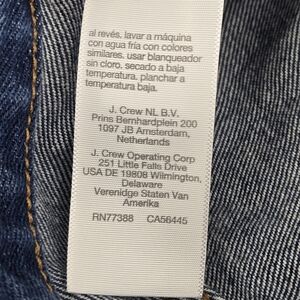 al revés. lavar a máquina
con agua fría con colores
similares. usar blanqueador
sin cloro. secado a baja
temperatura. planchar a
temperatura baja.
J. Crew NL B.V.
Prins Bernhardplein 200
1097 JB Amsterdam,
Netherlands
J. Crew Operating Corp
251 Little Falls Drive
USA DE 19808 Wilmington,
Delaware
Verenidge Staten Van
Amerika
RN77388 CA56445